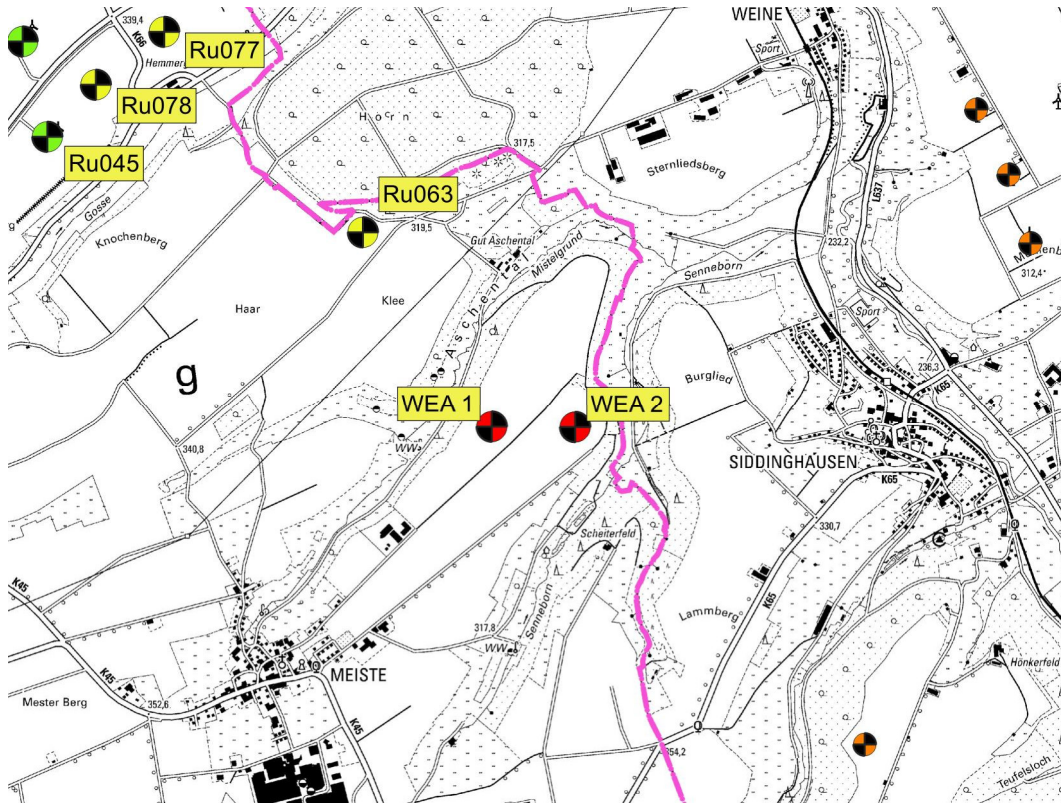 WEINE
339,4
K66
Sport
Ru077
Hemmer
Ru078
317,5
Ru045
Sternliedsberg
L637
Ru063
Gosse
319,5
232,2
Knochenberg
Gut Aschental
Mistelgrund
Senneborn
312,4
Haar
Klee
Aschental
Sport
g
236,3
Burglied
K65
WEA 1
WEA 2
WW
340,8
SIDDINGHAUSEN
K65
330,7
Scheiterfeld
K45
Lammberg
K65
Senneborn
317,8
WW
Hönkerfeld
MEISTE
K45
Mester Berg
352,6
K45
354,2
Teufelsloch